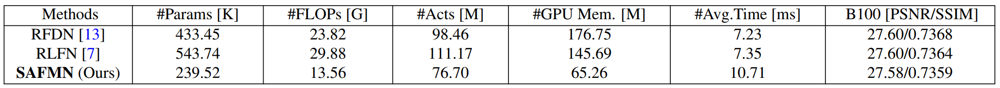 Methods #Params [K] #FLOPs [G] #Acts [M] #GPU Mem. [M] #Avg.Time [ms] B100 [PSNR/SSIM]
RFDN [13] 433.45 23.82 98.46 176.75 7.23 27.60/0.7368
RLFN [7] 543.74 29.88 111.17 145.69 7.35 27.60/0.7364
SAFMN (Ours) 239.52 13.56 76.70 65.26 10.71 27.58/0.7359